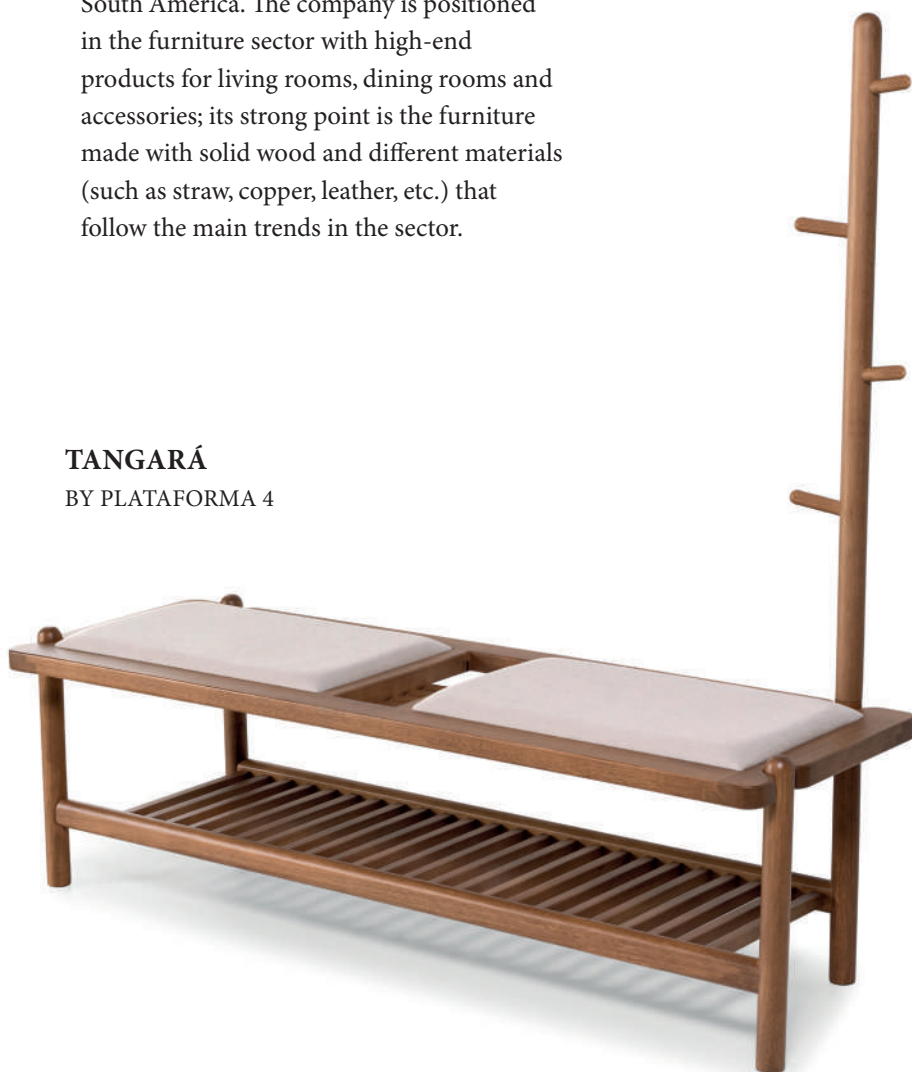 South America. The company is positioned
in the furniture sector with high-end
products for living rooms, dining rooms and
accessories; its strong point is the furniture
made with solid wood and different materials
(such as straw, copper, leather, etc.) that
follow the main trends in the sector.
TANGARÁ
BY PLATAFORMA 4